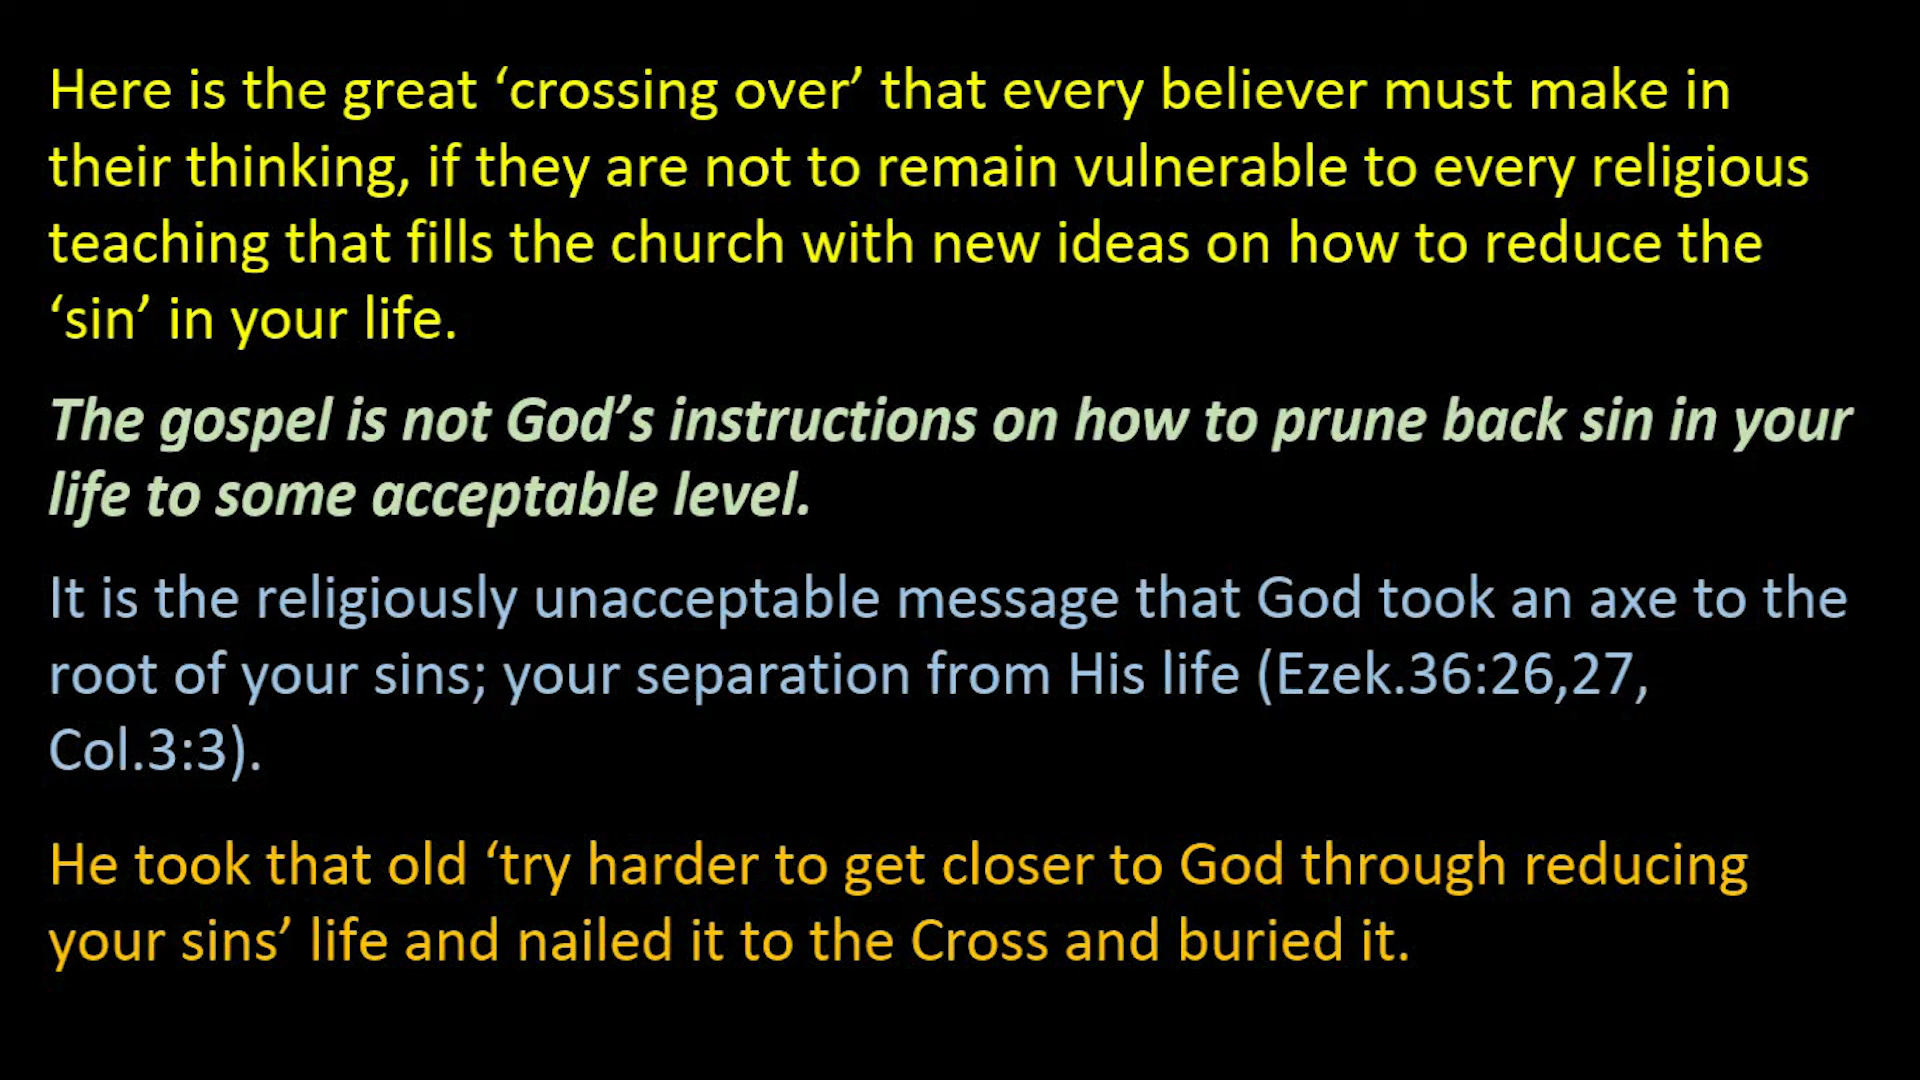 Here is the great ‘crossing over’ that every believer must make in
their thinking, if they are not to remain vulnerable to every religious
teaching that fills the church with new ideas on how to reduce the
‘sin’ in your life.
The gospel is not God’s instructions on how to prune back sin in your
life to some acceptable level.
It is the religiously unacceptable message that God took an axe to the
root of your sins; your separation from His life (Ezek.36:26,27,
Col.3:3).
He took that old ‘try harder to get closer to God through reducing
your sins’ life and nailed it to the Cross and buried it.